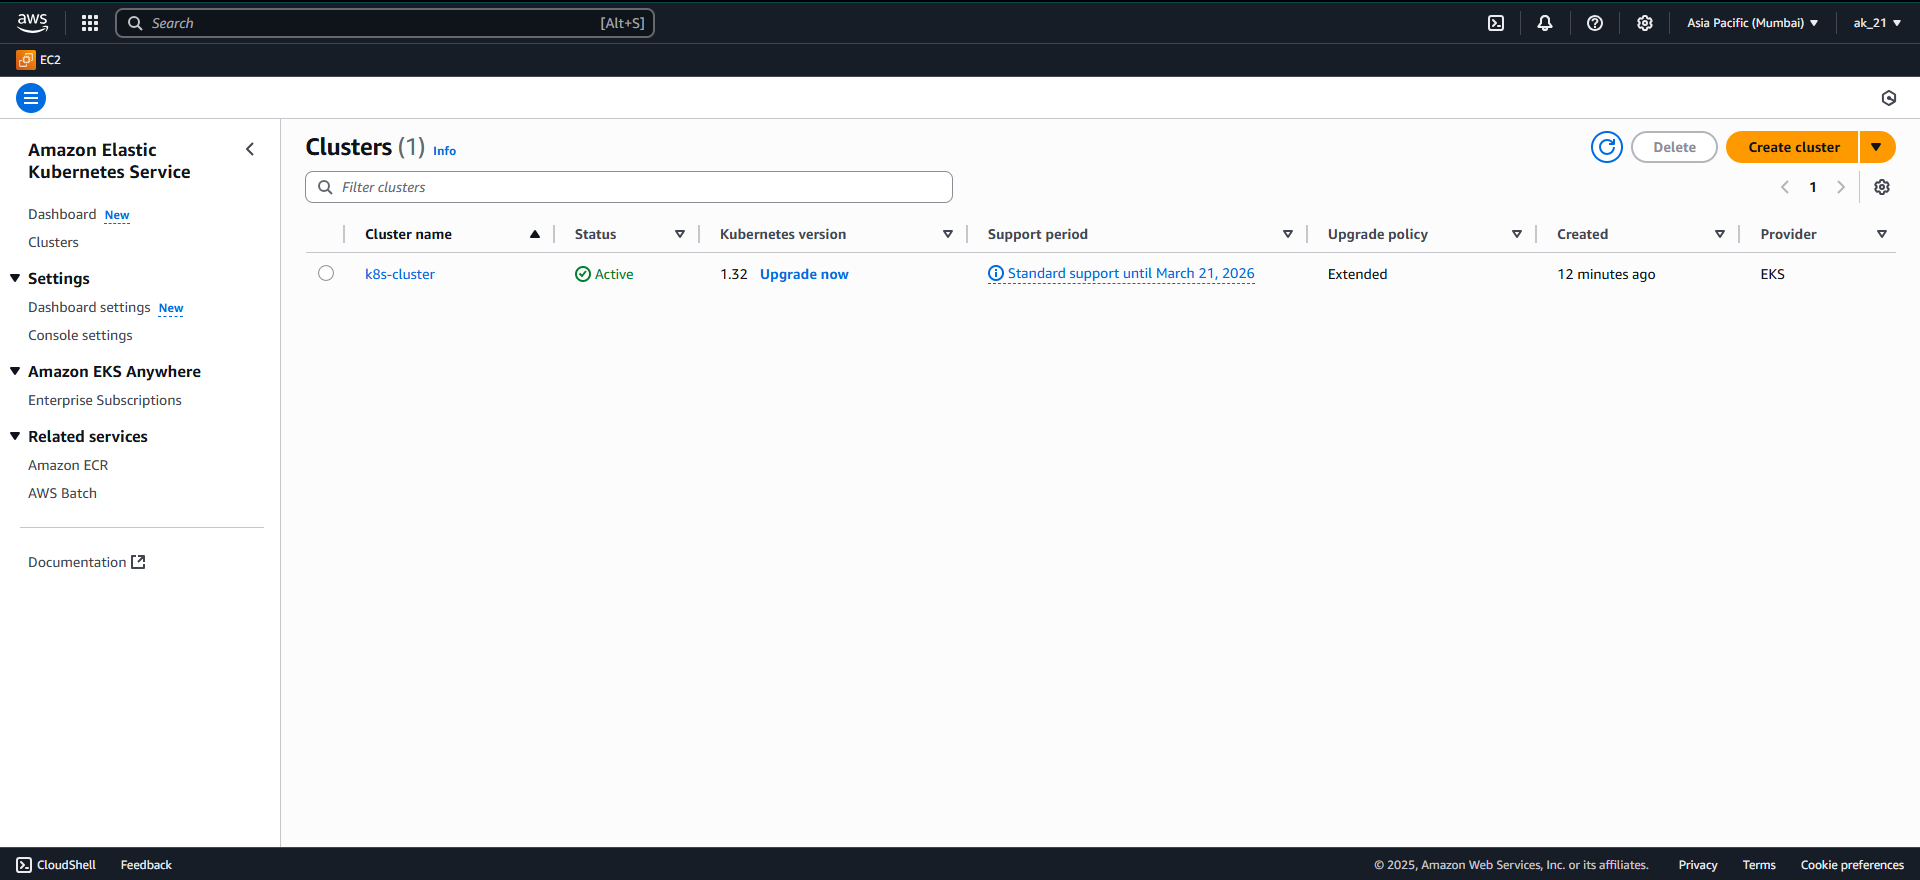 aws
Search [Alt+S]
Asia Pacific (Mumbai)
ak_21
EC2
Amazon Elastic
Kubernetes Service
Dashboard New
Clusters
Settings
Dashboard settings New
Console settings
Amazon EKS Anywhere
Enterprise Subscriptions
Related services
Amazon ECR
AWS Batch
Documentation
Clusters (1) Info
Delete
Create cluster
Filter clusters
1
Cluster name Status Kubernetes version Support period Upgrade policy Created Provider
k8s-cluster Active 1.32 Upgrade now Standard support until March 21, 2026 Extended 12 minutes ago EKS
CloudShell Feedback © 2025, Amazon Web Services, Inc. or its affiliates. Privacy Terms Cookie preferences